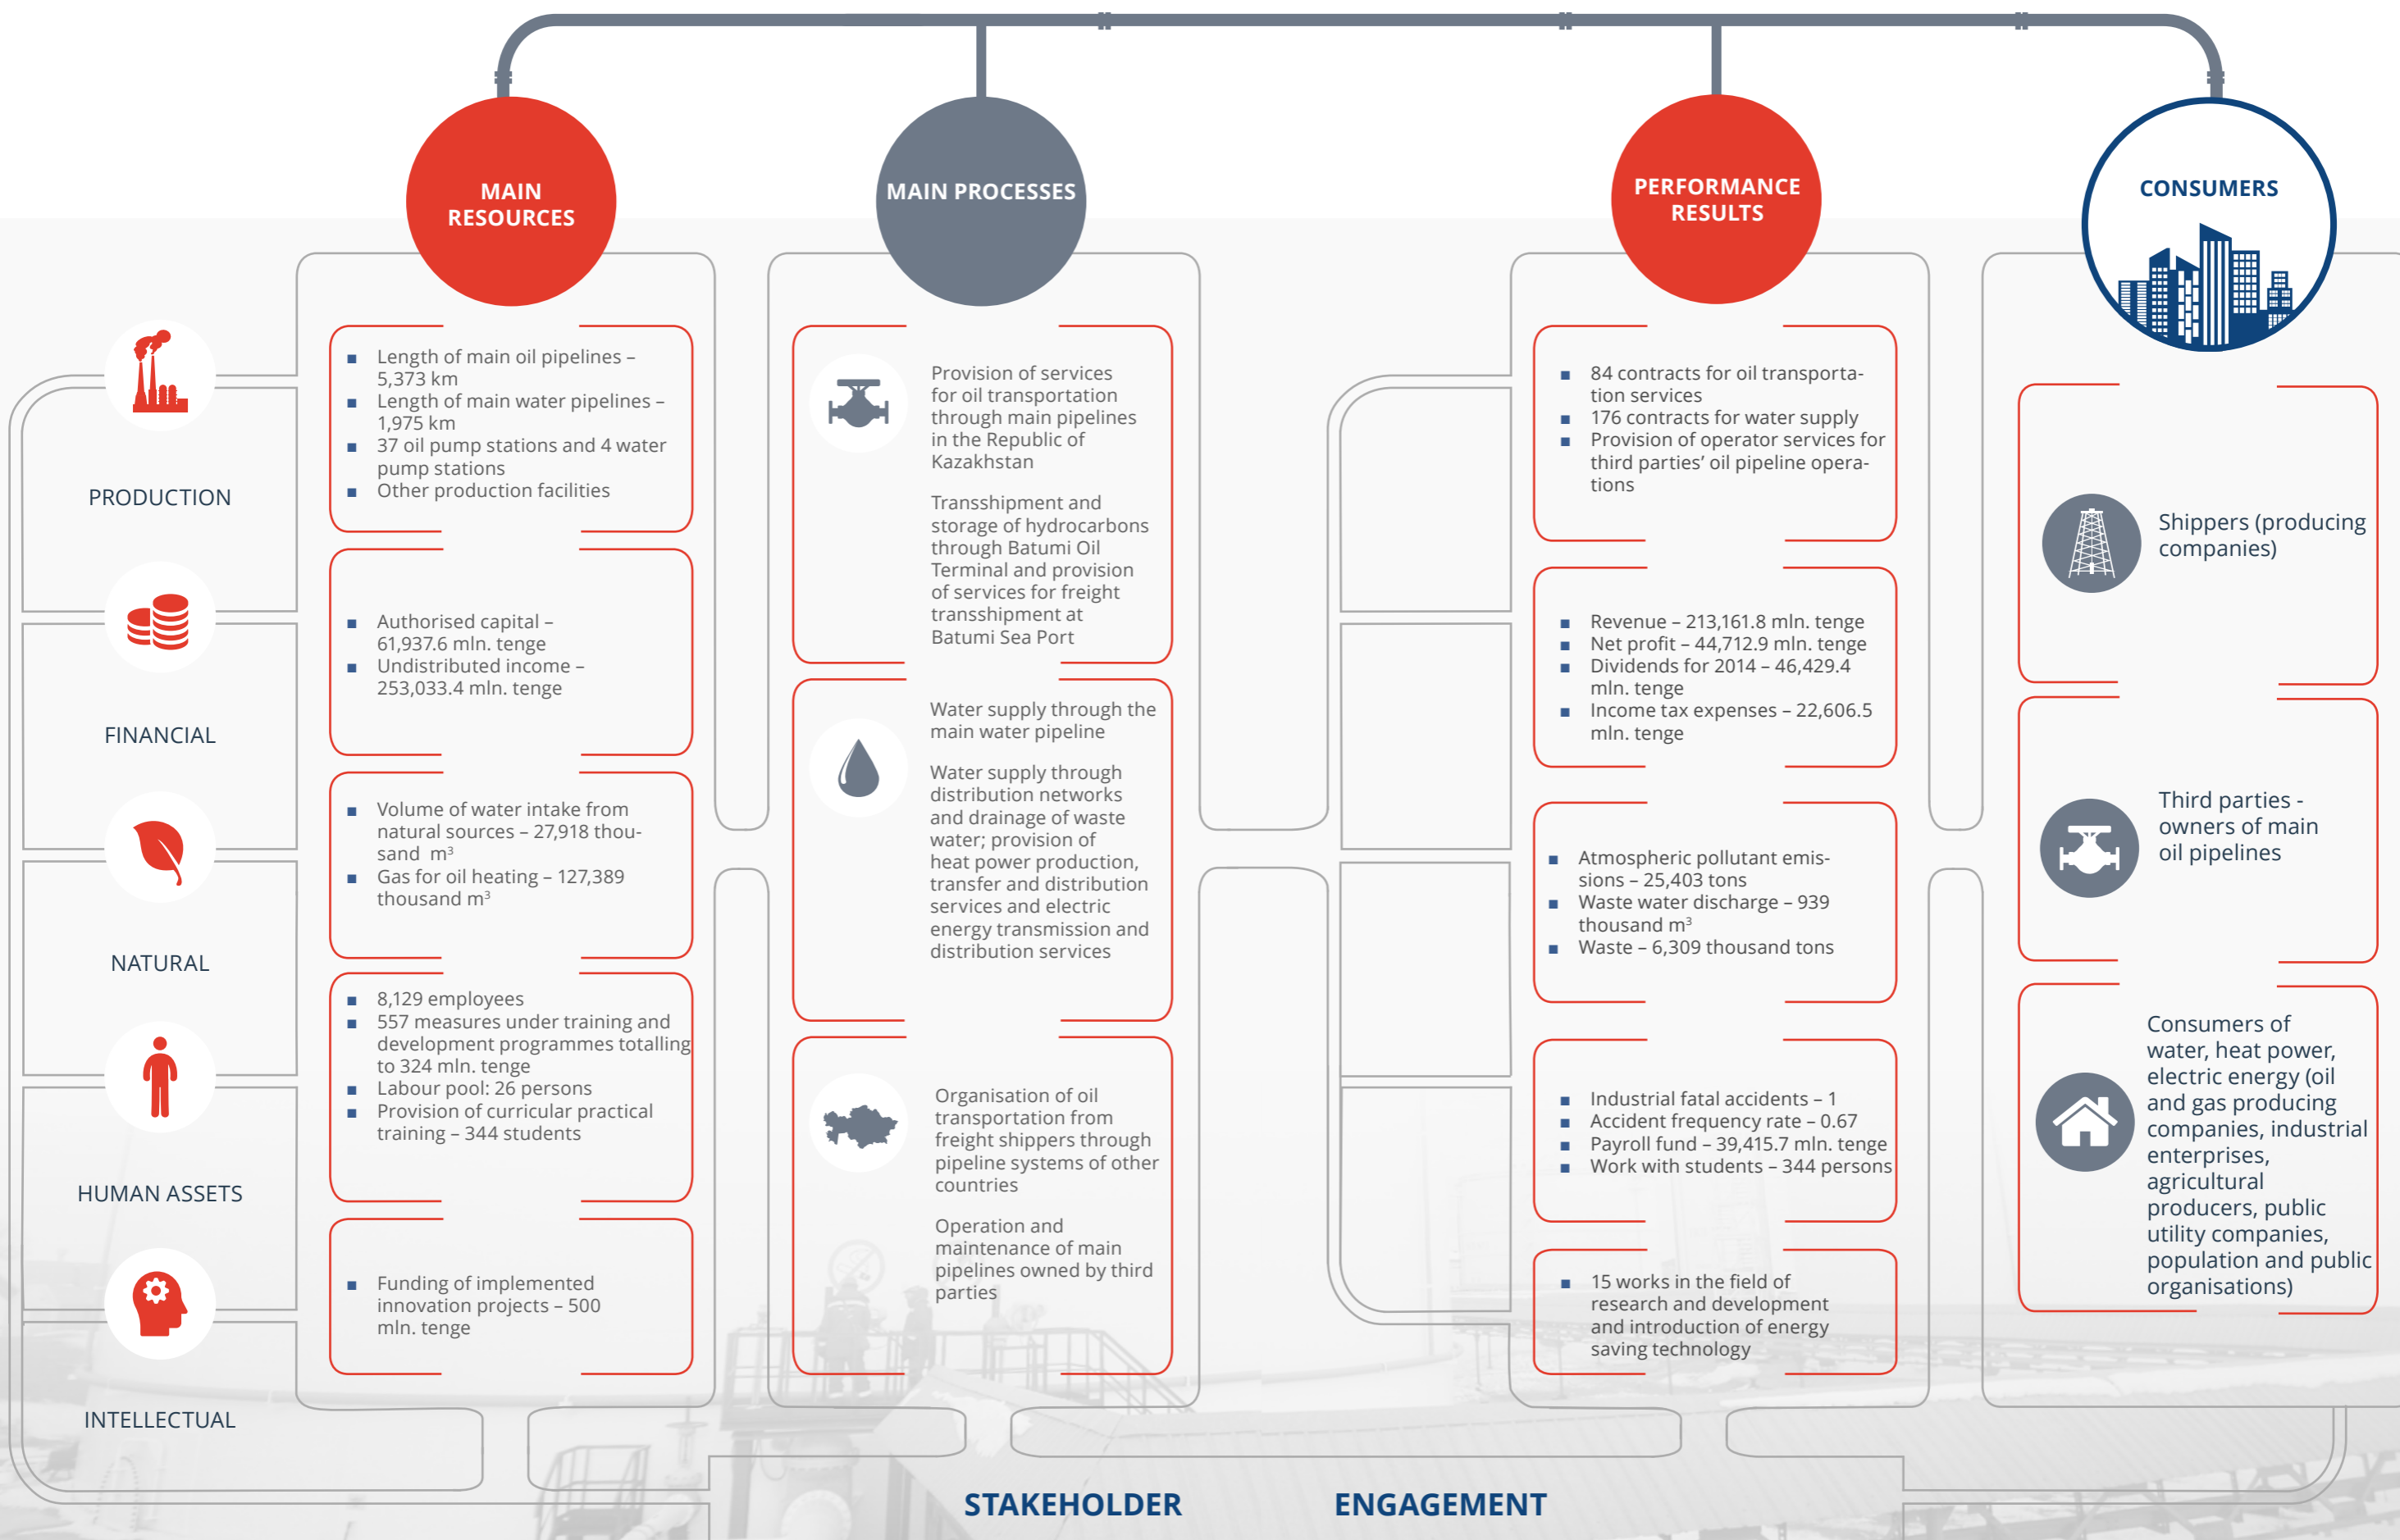 MAIN
RESOURCES
MAIN PROCESSES
PERFORMANCE
RESULTS
CONSUMERS
PRODUCTION
FINANCIAL
NATURAL
HUMAN ASSETS
INTELLECTUAL
■ Length of main oil pipelines –
5,373 km
■ Length of main water pipelines –
1,975 km
■ 37 oil pump stations and 4 water
pump stations
■ Other production facilities
■ Authorised capital –
61,937.6 mln. tenge
■ Undistributed income –
253,033.4 mln. tenge
■ Volume of water intake from
natural sources – 27,918 thou-
sand m³
■ Gas for oil heating – 127,389
thousand m³
■ 8,129 employees
■ 557 measures under training and
development programmes totalling
to 324 mln. tenge
■ Labour pool: 26 persons
■ Provision of curricular practical
training – 344 students
■ Funding of implemented
innovation projects – 500
mln. tenge
Provision of services
for oil transportation
through main pipelines
in the Republic of
Kazakhstan
Transshipment and
storage of hydrocarbons
through Batumi Oil
Terminal and provision
of services for freight
transshipment at
Batumi Sea Port
Water supply through the
main water pipeline
Water supply through
distribution networks
and drainage of waste
water; provision of
heat power production,
transfer and distribution
services and electric
energy transmission and
distribution services
Organisation of oil
transportation from
freight shippers through
pipeline systems of other
countries
Operation and
maintenance of main
pipelines owned by third
parties
■ 84 contracts for oil transporta-
tion services
■ 176 contracts for water supply
■ Provision of operator services for
third parties’ oil pipeline opera-
tions
■ Revenue – 213,161.8 mln. tenge
■ Net profit – 44,712.9 mln. tenge
■ Dividends for 2014 – 46,429.4
mln. tenge
■ Income tax expenses – 22,606.5
mln. tenge
■ Atmospheric pollutant emis-
sions – 25,403 tons
■ Waste water discharge – 939
thousand m³
■ Waste – 6,309 thousand tons
■ Industrial fatal accidents – 1
■ Accident frequency rate – 0.67
■ Payroll fund – 39,415.7 mln. tenge
■ Work with students – 344 persons
■ 15 works in the field of
research and development
and introduction of energy
saving technology
Shippers (producing
companies)
Third parties -
owners of main
oil pipelines
Consumers of
water, heat power,
electric energy (oil
and gas producing
companies, industrial
enterprises,
agricultural
producers, public
utility companies,
population and public
organisations)
STAKEHOLDER ENGAGEMENT